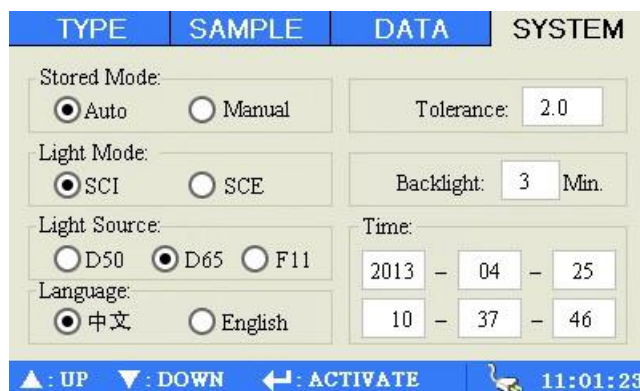 TYPE SAMPLE DATA SYSTEM
Stored Mode:
Auto Manual
Tolerance: 2.0
Light Mode:
SCI SCE
Backlight: 3 Min.
Light Source:
D50 D65 F11
Time:
2013 - 04 - 25
Language:
中文 English
10 - 37 - 46
▲: UP ▼: DOWN ↵: ACTIVATE 11:01:23